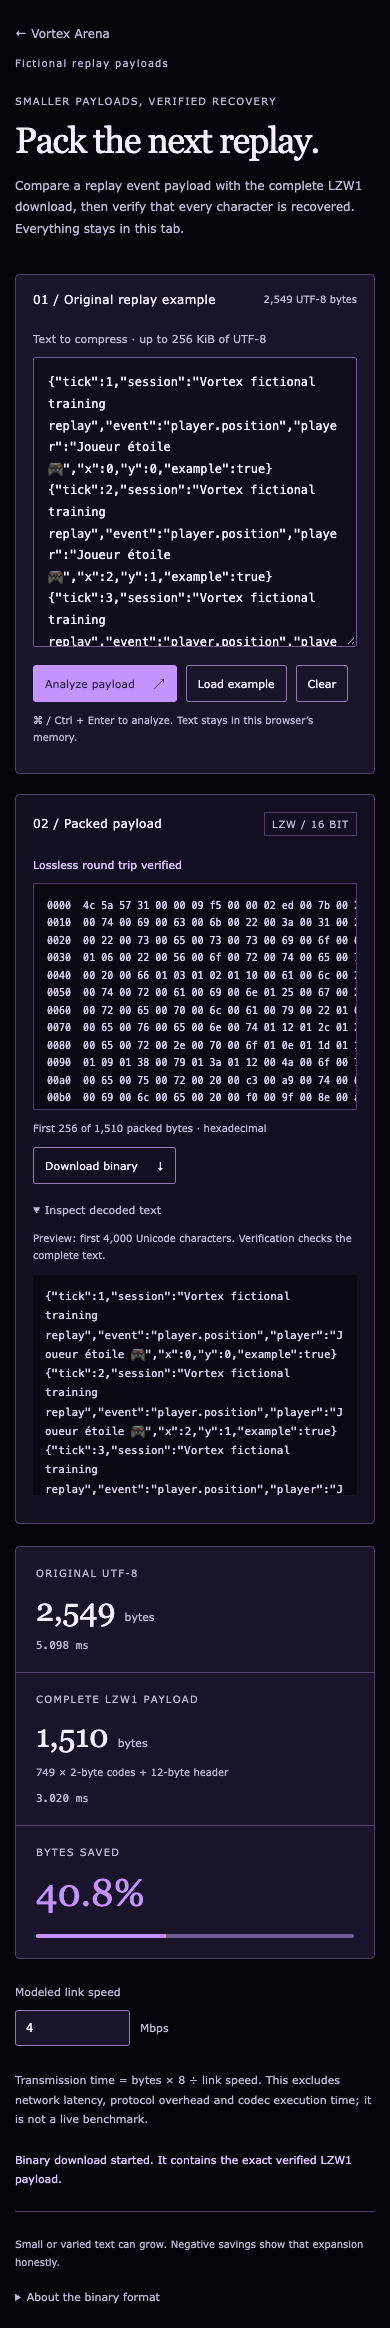 ← Vortex Arena
Fictional replay payloads
SMALLER PAYLOADS, VERIFIED RECOVERY
Pack the next replay.
Compare a replay event payload with the complete LZW1
download, then verify that every character is recovered.
Everything stays in this tab.
01 / Original replay example
2,549 UTF-8 bytes
Text to compress · up to 256 KiB of UTF-8
{"tick":1,"session":"Vortex fictional
training
replay","event":"player.position","playe
r":"Joueur étoile
🎮","x":0,"y":0,"example":true}
{"tick":2,"session":"Vortex fictional
training
replay","event":"player.position","playe
r":"Joueur étoile
🎮","x":2,"y":1,"example":true}
{"tick":3,"session":"Vortex fictional
training
replay","event":"player.position","playe
Analyze payload ↗
Load example
Clear
⌘ / Ctrl + Enter to analyze. Text stays in this browser’s
memory.
02 / Packed payload
LZW / 16 BIT
Lossless round trip verified
0000 4c 5a 57 31 00 00 09 f5 00 00 02 ed 00 7b 00
0010 00 74 00 69 00 63 00 6b 00 22 00 3a 00 31 00
0020 00 22 00 73 00 65 00 73 00 73 00 69 00 6f 00
0030 01 06 00 22 00 56 00 6f 00 72 00 74 00 65 00
0040 00 20 00 66 01 03 01 02 01 10 00 61 00 6c 00
0050 00 74 00 72 00 61 00 69 00 6e 01 25 00 67 00
0060 00 72 00 65 00 70 00 6c 00 61 00 79 00 22 01
0070 00 65 00 76 00 65 00 6e 00 74 01 12 01 2c 01
0080 00 65 00 72 00 2e 00 70 00 6f 01 0e 01 1d 01
0090 01 09 01 38 00 79 01 3a 01 12 00 4a 00 6f 00
00a0 00 65 00 75 00 72 00 20 00 c3 00 a9 00 74 00
00b0 00 69 00 6c 00 65 00 20 00 f0 00 9f 00 8e 00
First 256 of 1,510 packed bytes · hexadecimal
Download binary ↓
▼ Inspect decoded text
Preview: first 4,000 Unicode characters. Verification checks the
complete text.
{"tick":1,"session":"Vortex fictional
training
replay","event":"player.position","player":"J
oueur étoile 🎮","x":0,"y":0,"example":true}
{"tick":2,"session":"Vortex fictional
training
replay","event":"player.position","player":"J
oueur étoile 🎮","x":2,"y":1,"example":true}
{"tick":3,"session":"Vortex fictional
training
replay","event":"player.position","player":"J
ORIGINAL UTF-8
2,549 bytes
5.098 ms
COMPLETE LZW1 PAYLOAD
1,510 bytes
749 × 2-byte codes + 12-byte header
3.020 ms
BYTES SAVED
40.8%
Modeled link speed
4 Mbps
Transmission time = bytes × 8 ÷ link speed. This excludes
network latency, protocol overhead and codec execution time; it
is not a live benchmark.
Binary download started. It contains the exact verified LZW1
payload.
Small or varied text can grow. Negative savings show that expansion
honestly.
▶ About the binary format